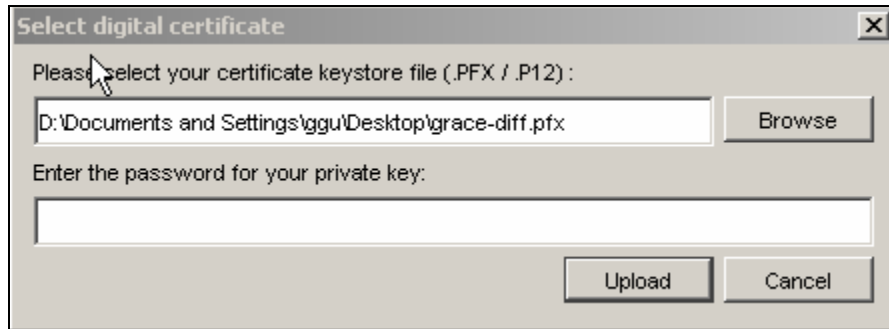 Select digital certificate
Please select your certificate keystore file (.PFX / .P12) :
D:\Documents and Settings\ggu\Desktop\grace-diff.pfx
Browse
Enter the password for your private key:
Upload
Cancel